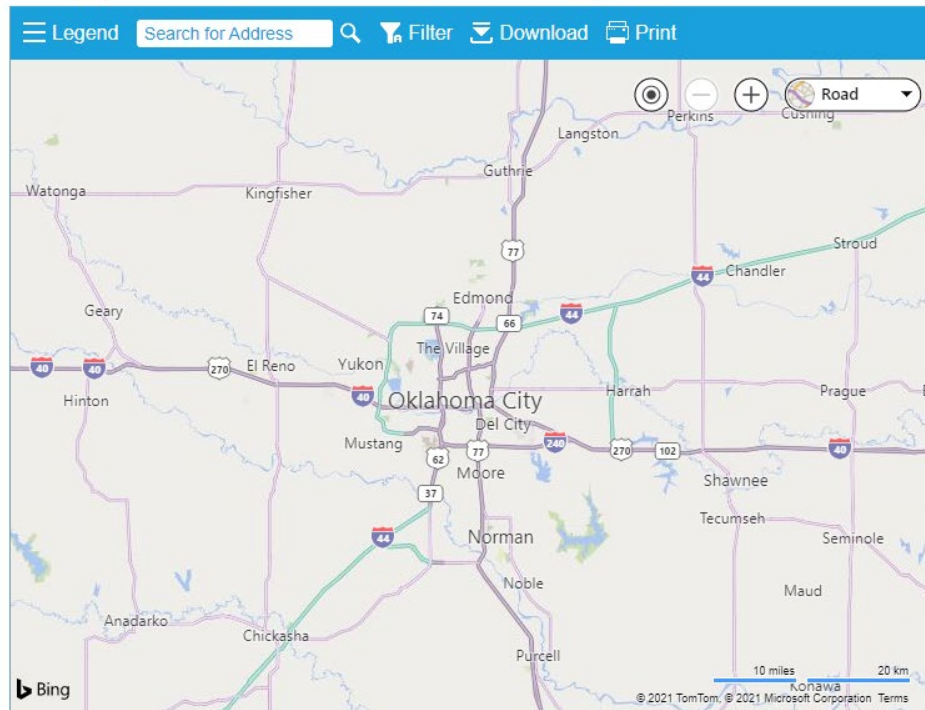 Legend Search for Address Filter Download Print
Road
Perkins
Cushing
Langston
Guthrie
Watonga
Kingfisher
77
Stroud
Chandler
44
Edmond
Geary
74
66
44
The Village
Yukon
El Reno
40
40
270
40
Harrah
Prague
Hinton
Oklahoma City
Del City
Mustang
240
270
102
40
62
77
Moore
Shawnee
37
Tecumseh
44
Norman
Seminole
Noble
Maud
Anadarko
Chickasha
Purcell
10 miles 20 km
Konawa
Bing
© 2021 TomTom, © 2021 Microsoft Corporation Terms